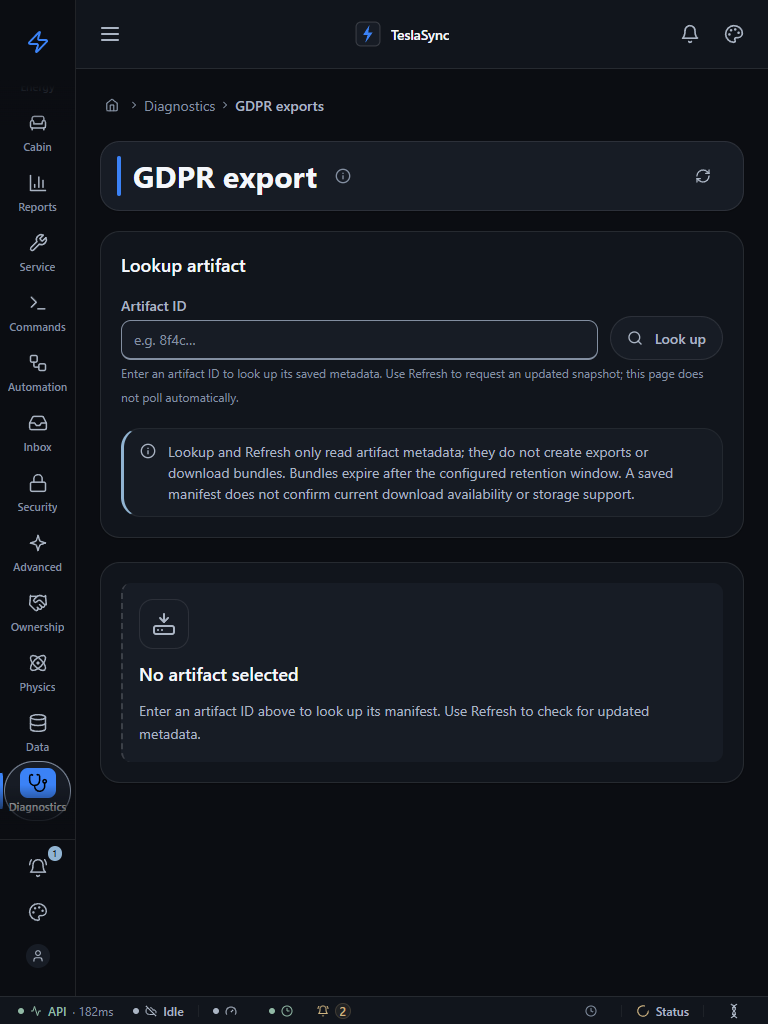 TeslaSync
Diagnostics
GDPR exports
GDPR export
Lookup artifact
Artifact ID
e.g. 8f4c...
Look up
Enter an artifact ID to look up its saved metadata. Use Refresh to request an updated snapshot; this page does
not poll automatically.
Lookup and Refresh only read artifact metadata; they do not create exports or
download bundles. Bundles expire after the configured retention window. A saved
manifest does not confirm current download availability or storage support.
No artifact selected
Enter an artifact ID above to look up its manifest. Use Refresh to check for updated
metadata.
Energy
Cabin
Reports
Service
Commands
Automation
Inbox
Security
Advanced
Ownership
Physics
Data
Diagnostics
1
API · 182ms
Idle
2
Status